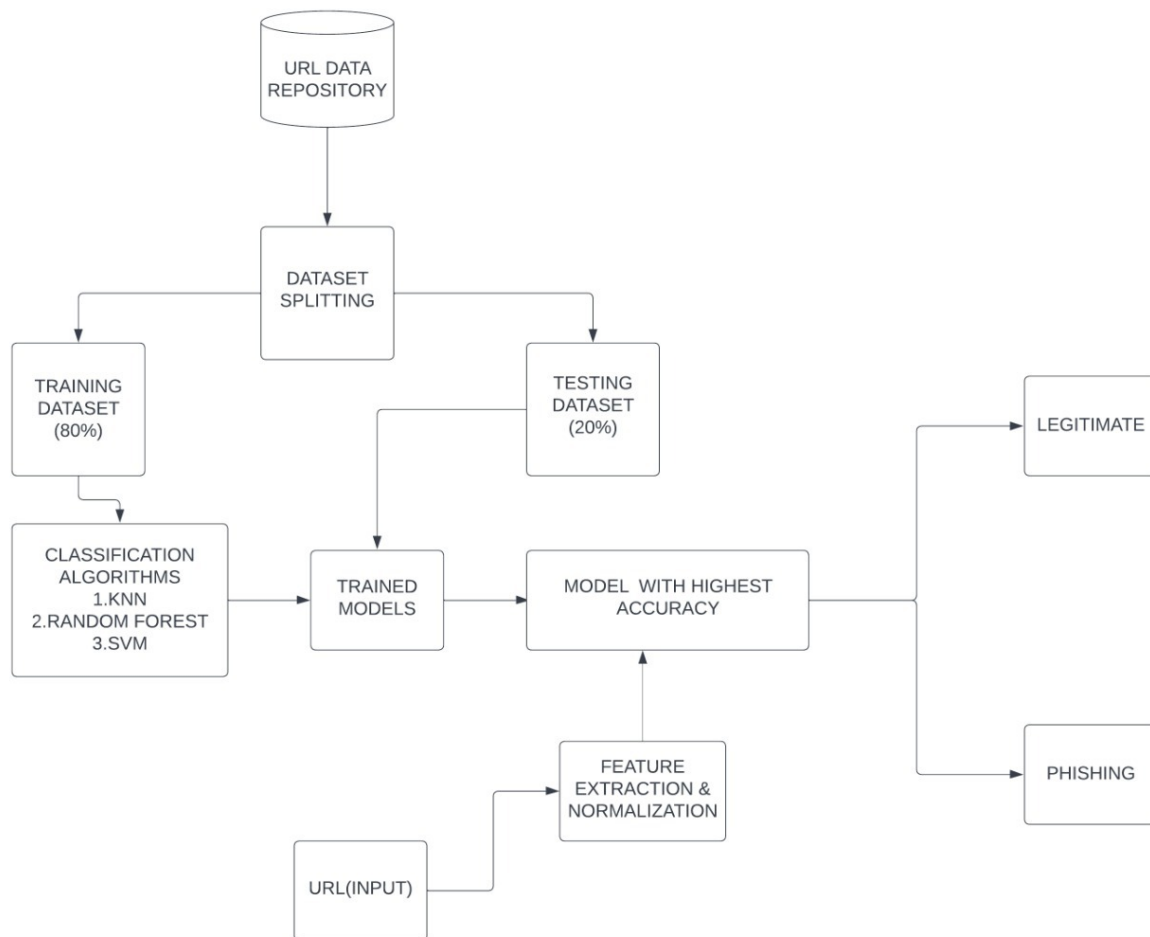 URL DATA
REPOSITORY
DATASET
SPLITTING
TRAINING
DATASET
(80%)
TESTING
DATASET
(20%)
LEGITIMATE
CLASSIFICATION
ALGORITHMS
1.KNN
2.RANDOM FOREST
3.SVM
TRAINED
MODELS
MODEL WITH HIGHEST
ACCURACY
FEATURE
EXTRACTION &
NORMALIZATION
PHISHING
URL(INPUT)